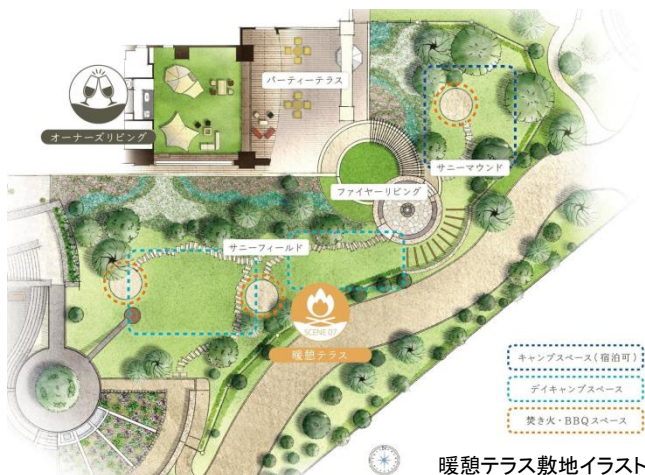 パーティーテラス
オーナーズリビング
サニーマウンド
ファイヤーリビング
サニーフィールド
SCENE 07
暖憩テラス
キャンプスペース(宿泊可)
デイキャンプスペース
焚き火・BBQスペース
暖憩テラス敷地イラスト